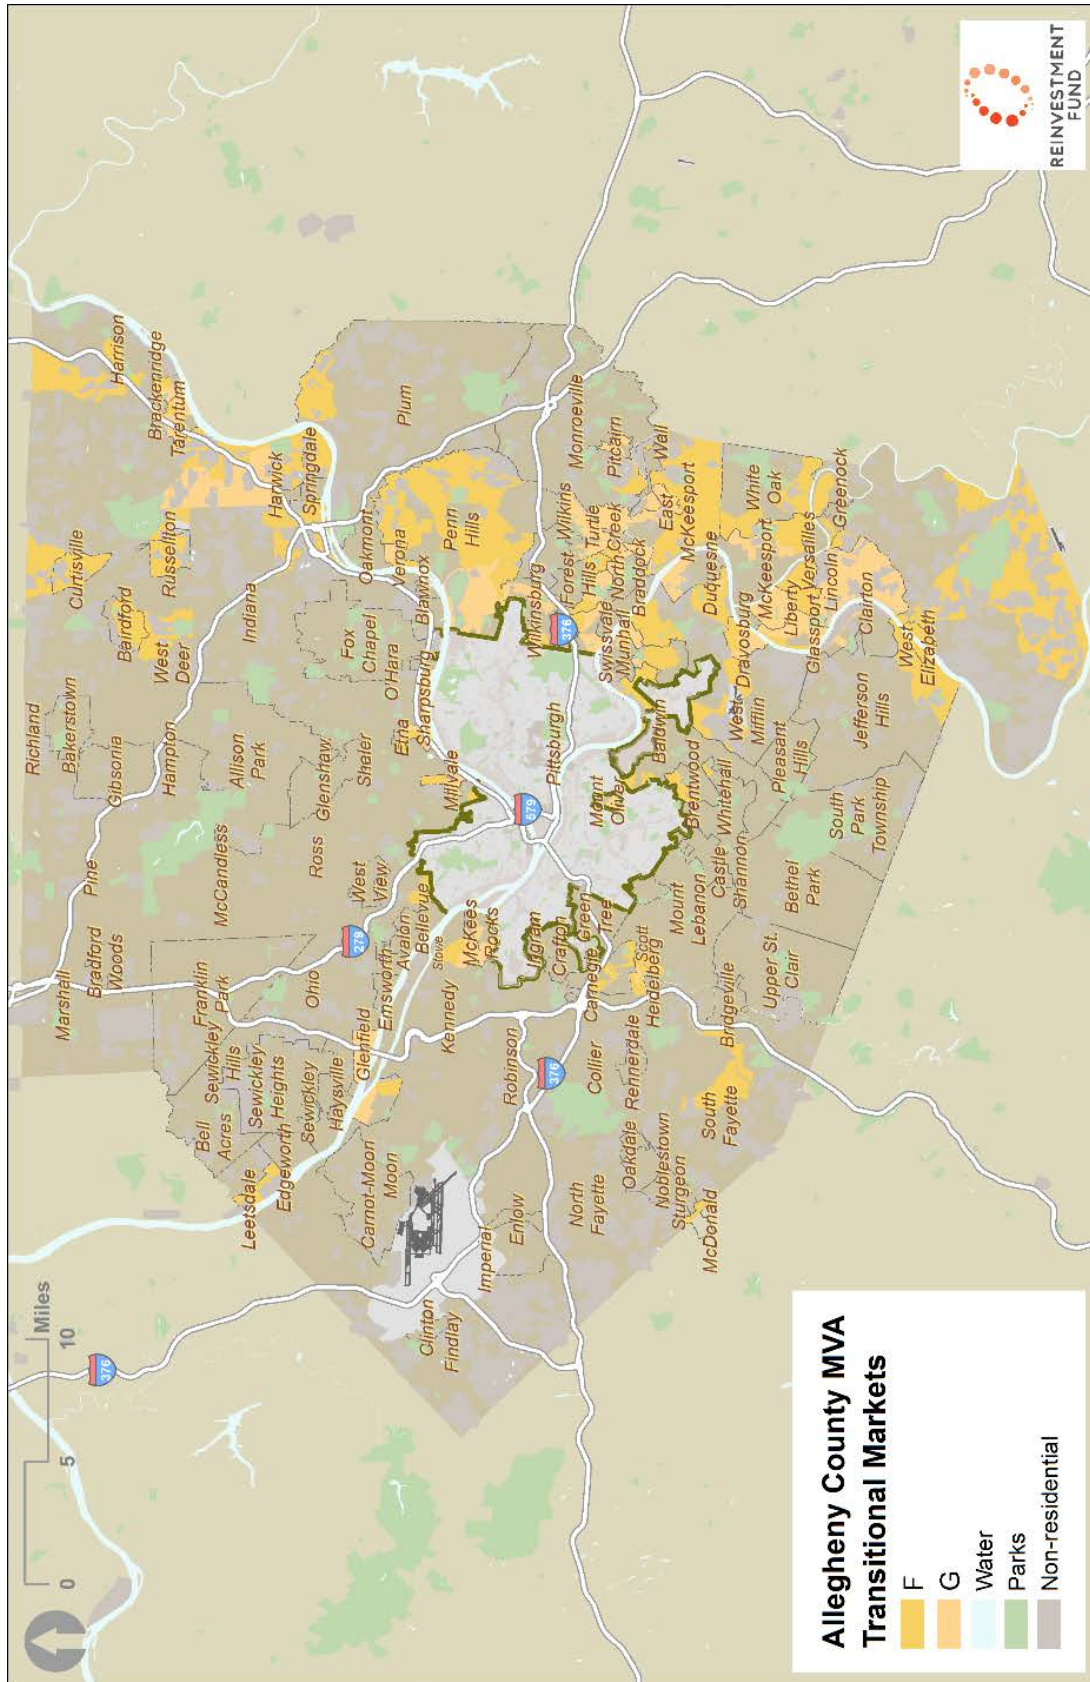 0
5
10
Miles
376
Marshall
Bradford
Woods
Pine
Richland
Bakerstown
Gibsonia
Hampton
Curtisville
Bairdford
West
Deer
Russellton
Harrison
Brackenridge
Tarentum
Harwick
Springdale
Indiana
McCandless
Allison
Park
Franklin
Park
Sewickley
Hills
Bell
Acres
Sewickley
Heights
Leetsdale
Edgeworth
Sewickley
Haysville
Glenfield
Ohio
279
Ross
Glenshaw
Shaler
Fox
Chapel
O'Hara
Oakmont
Verona
Blawnox
Plum
Penn
Hills
West
View
Emsworth
Avalon
Bellevue
Stowe
McKees
Rocks
Kennedy
Carnot-Moon
Moon
Clinton
Findlay
Imperial
Enlow
Robinson
376
Millvale
Etna
Sharpsburg
579
Pittsburgh
376
Wilkinsburg
Forest
Hills
Wilkins
Turtle
Creek
Monroeville
Pitcairn
Wall
East
McKeesport
North
Braddock
Swissvale
Munhall
Ingram
Crafton
Green
Tree
Carnegie
Scott
Heidelberg
Collier
Rennerdale
Oakdale
North
Fayette
Noblestown
Sturgeon
McDonald
South
Fayette
Bridgeville
Upper St.
Clair
Mount
Lebanon
Castle
Shannon
Bethel
Park
Mount
Oliver
Brentwood
Whitehall
Baldwin
West
Mifflin
Pleasant
Hills
South
Park
Township
Jefferson
Hills
Duquesne
Dravosburg
McKeesport
White
Oak
Versailles
Liberty
Glassport
Lincoln
Greenock
Clairton
West
Elizabeth
Allegheny County MVA
Transitional Markets
F
G
Water
Parks
Non-residential
REINVESTMENT
FUND